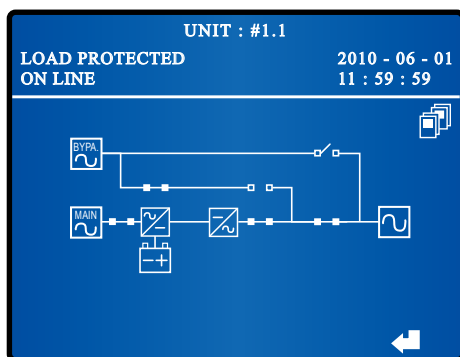 UNIT : #1.1
LOAD PROTECTED
2010 - 06 - 01
ON LINE
11 : 59 : 59
BYPA.
MAIN